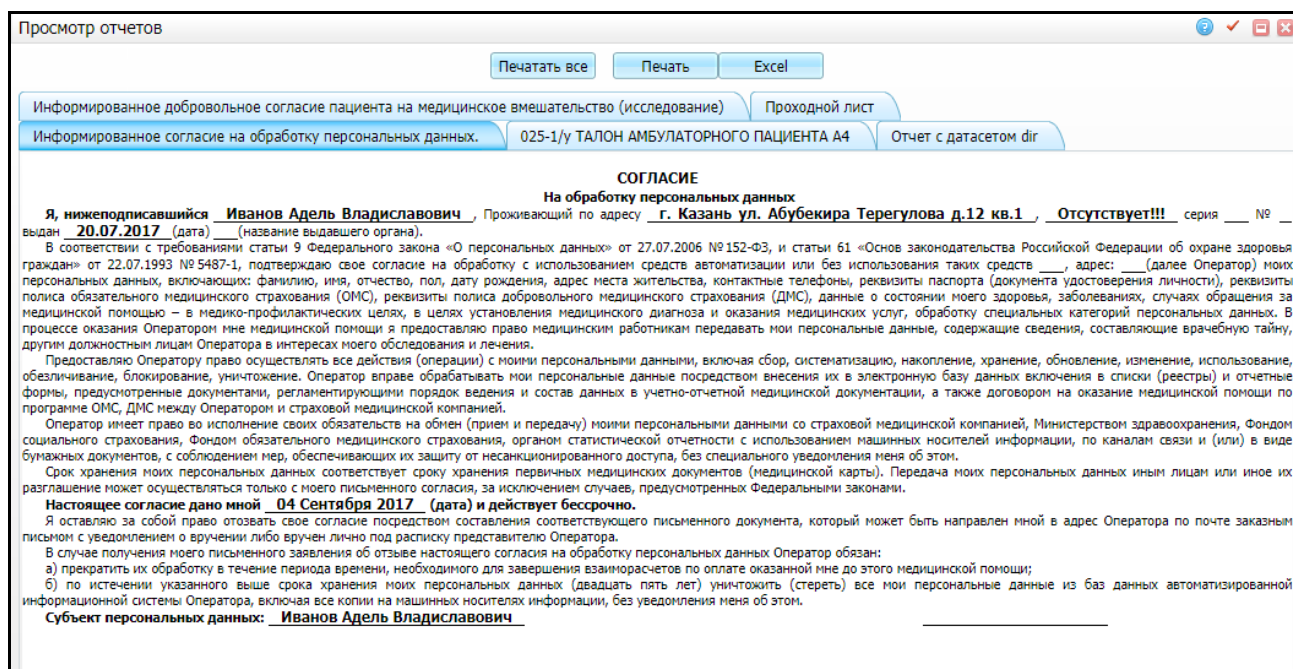 Просмотр отчетов
Печатать все Печать Excel
Информированное добровольное согласие пациента на медицинское вмешательство (исследование) Проходной лист
Информированное согласие на обработку персональных данных. 025-1/у ТАЛОН АМБУЛАТОРНОГО ПАЦИЕНТА А4 Отчет с датасетом dir
СОГЛАСИЕ
На обработку персональных данных
Я, нижеподписавшийся Иванов Адель Владиславович , Проживающий по адресу г. Казань ул. Абубекира Терегулова д.12 кв.1 , Отсутствует!!! серия ___ № __
выдан 20.07.2017 (дата) ___(название выдавшего органа).
В соответствии с требованиями статьи 9 Федерального закона «О персональных данных» от 27.07.2006 № 152-ФЗ, и статьи 61 «Основ законодательства Российской Федерации об охране здоровья
граждан» от 22.07.1993 № 5487-1, подтверждаю свое согласие на обработку с использованием средств автоматизации или без использования таких средств ___, адрес: ___(далее Оператор) моих
персональных данных, включающих: фамилию, имя, отчество, пол, дату рождения, адрес места жительства, контактные телефоны, реквизиты паспорта (документа удостоверения личности), реквизиты
полиса обязательного медицинского страхования (ОМС), реквизиты полиса добровольного медицинского страхования (ДМС), данные о состоянии моего здоровья, заболеваниях, случаях обращения за
медицинской помощью – в медико-профилактических целях, в целях установления медицинского диагноза и оказания медицинских услуг, обработку специальных категорий персональных данных. В
процессе оказания Оператором мне медицинской помощи я предоставляю право медицинским работникам передавать мои персональные данные, содержащие сведения, составляющие врачебную тайну,
другим должностным лицам Оператора в интересах моего обследования и лечения.
Предоставляю Оператору право осуществлять все действия (операции) с моими персональными данными, включая сбор, систематизацию, накопление, хранение, обновление, изменение, использование,
обезличивание, блокирование, уничтожение. Оператор вправе обрабатывать мои персональные данные посредством внесения их в электронную базу данных включения в списки (реестры) и отчетные
формы, предусмотренные документами, регламентирующими порядок ведения и состав данных в учетно-отчетной медицинской документации, а также договором на оказание медицинской помощи по
программе ОМС, ДМС между Оператором и страховой медицинской компанией.
Оператор имеет право во исполнение своих обязательств на обмен (прием и передачу) моими персональными данными со страховой медицинской компанией, Министерством здравоохранения, Фондом
социального страхования, Фондом обязательного медицинского страхования, органом статистической отчетности с использованием машинных носителей информации, по каналам связи и (или) в виде
бумажных документов, с соблюдением мер, обеспечивающих их защиту от несанкционированного доступа, без специального уведомления меня об этом.
Срок хранения моих персональных данных соответствует сроку хранения первичных медицинских документов (медицинской карты). Передача моих персональных данных иным лицам или иное их
разглашение может осуществляться только с моего письменного согласия, за исключением случаев, предусмотренных Федеральными законами.
Настоящее согласие дано мной 04 Сентября 2017 (дата) и действует бессрочно.
Я оставляю за собой право отозвать свое согласие посредством составления соответствующего письменного документа, который может быть направлен мной в адрес Оператора по почте заказным
письмом с уведомлением о вручении либо вручен лично под расписку представителю Оператора.
В случае получения моего письменного заявления об отзыве настоящего согласия на обработку персональных данных Оператор обязан:
а) прекратить их обработку в течение периода времени, необходимого для завершения взаиморасчетов по оплате оказанной мне до этого медицинской помощи;
б) по истечении указанного выше срока хранения моих персональных данных (двадцать пять лет) уничтожить (стереть) все мои персональные данные из баз данных автоматизированной
информационной системы Оператора, включая все копии на машинных носителях информации, без уведомления меня об этом.
Субъект персональных данных: Иванов Адель Владиславович